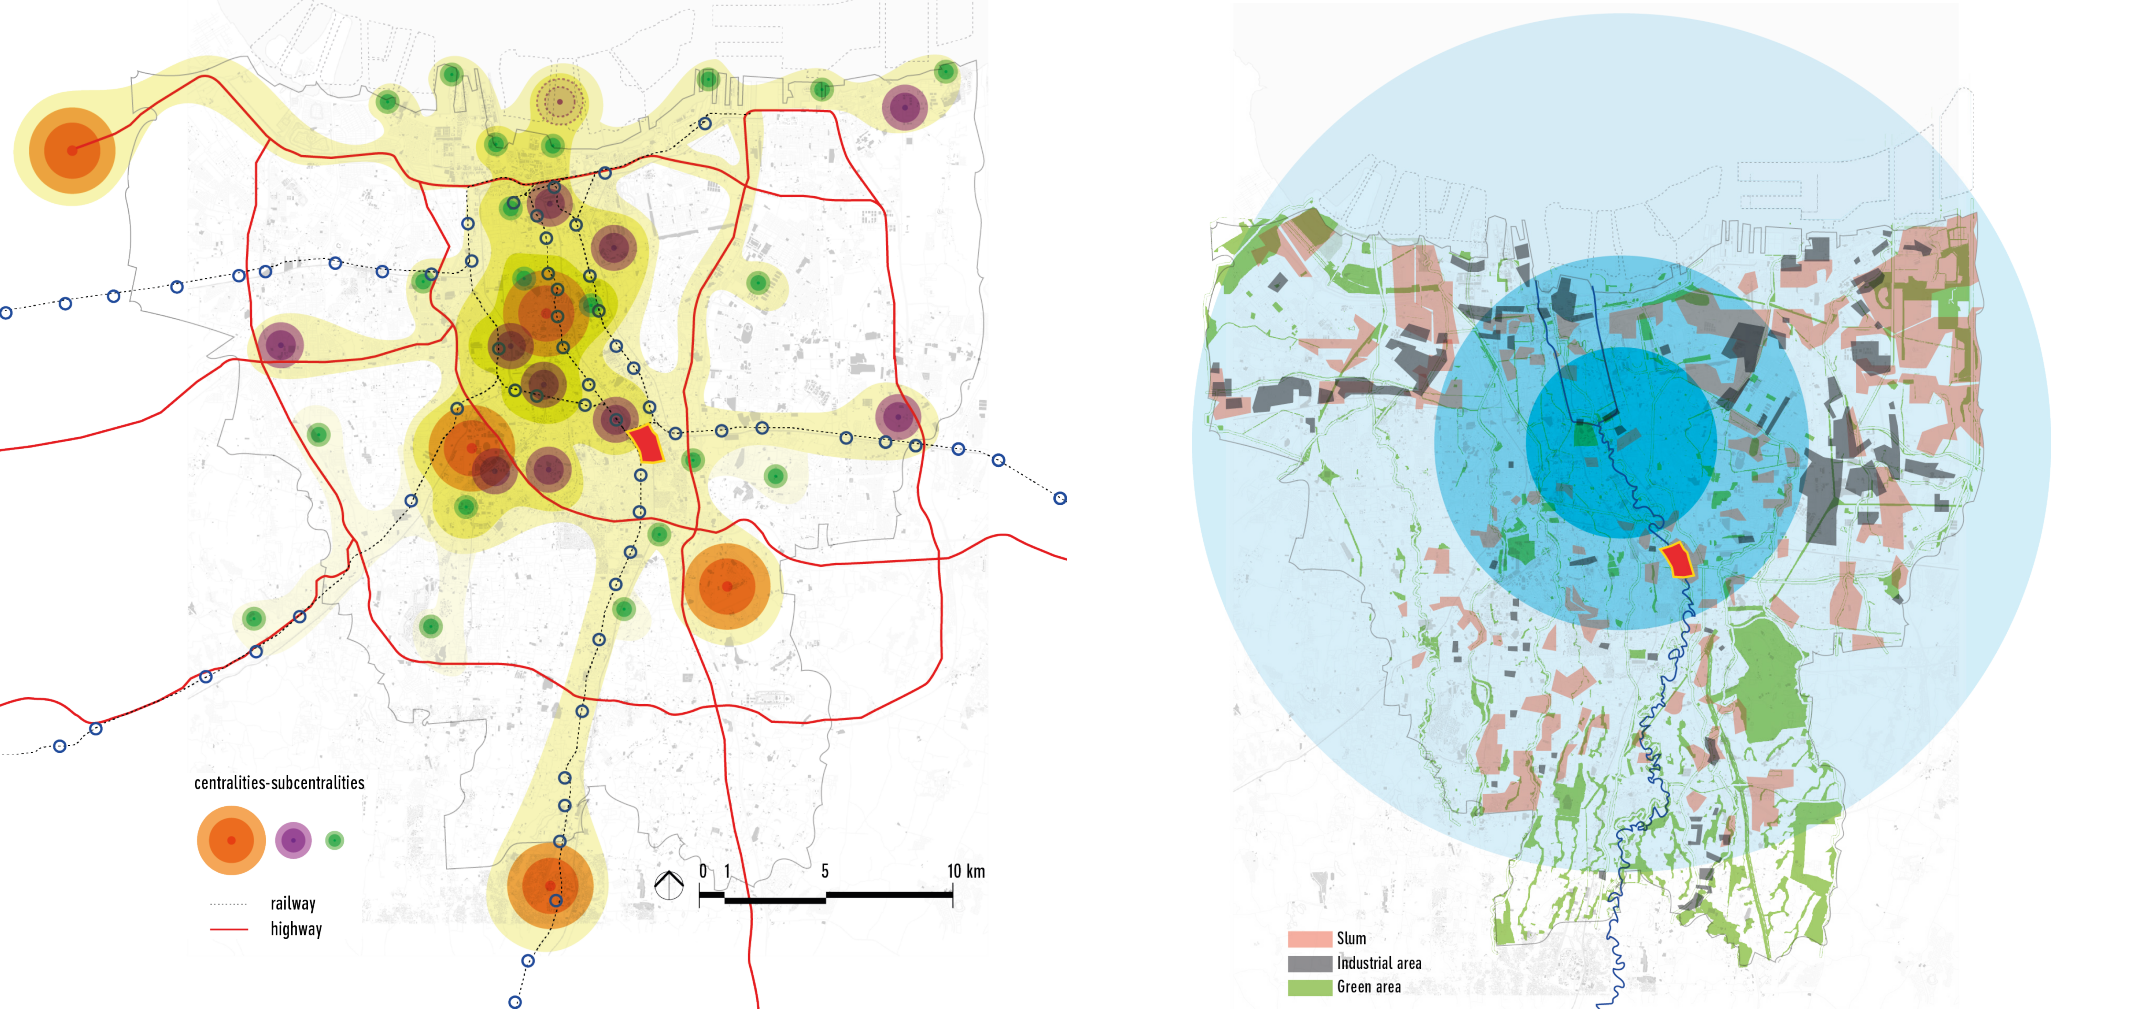 centralities-subcentralities
railway
highway
0 1 5 10 km
Slum
Industrial area
Green area